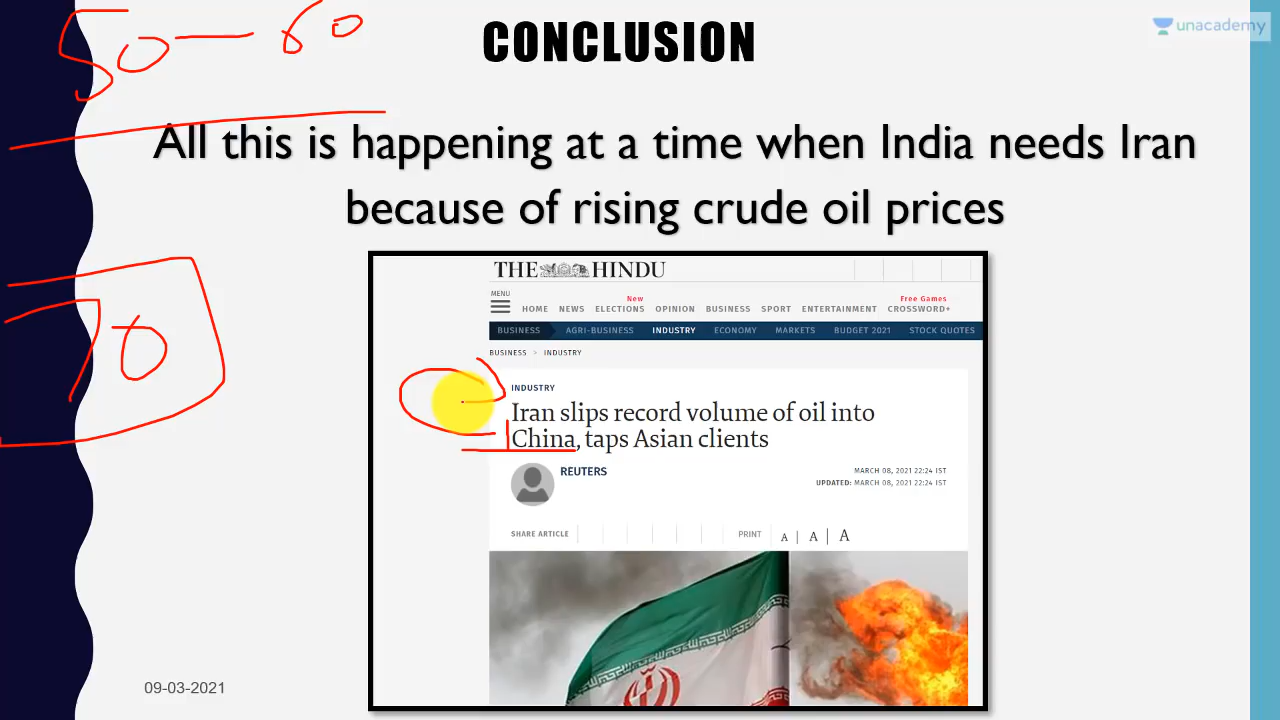 50-60
CONCLUSION
unacademy
All this is happening at a time when India needs Iran
because of rising crude oil prices
70
THE HINDU
MENU
HOME NEWS New ELECTIONS OPINION BUSINESS SPORT ENTERTAINMENT Free Games CROSSWORD+
BUSINESS AGRI-BUSINESS INDUSTRY ECONOMY MARKETS BUDGET 2021 STOCK QUOTES
BUSINESS > INDUSTRY
INDUSTRY
Iran slips record volume of oil into
China, taps Asian clients
REUTERS
MARCH 08, 2021 22:24 IST
UPDATED: MARCH 08, 2021 22:24 IST
SHARE ARTICLE PRINT A | A | A
09-03-2021